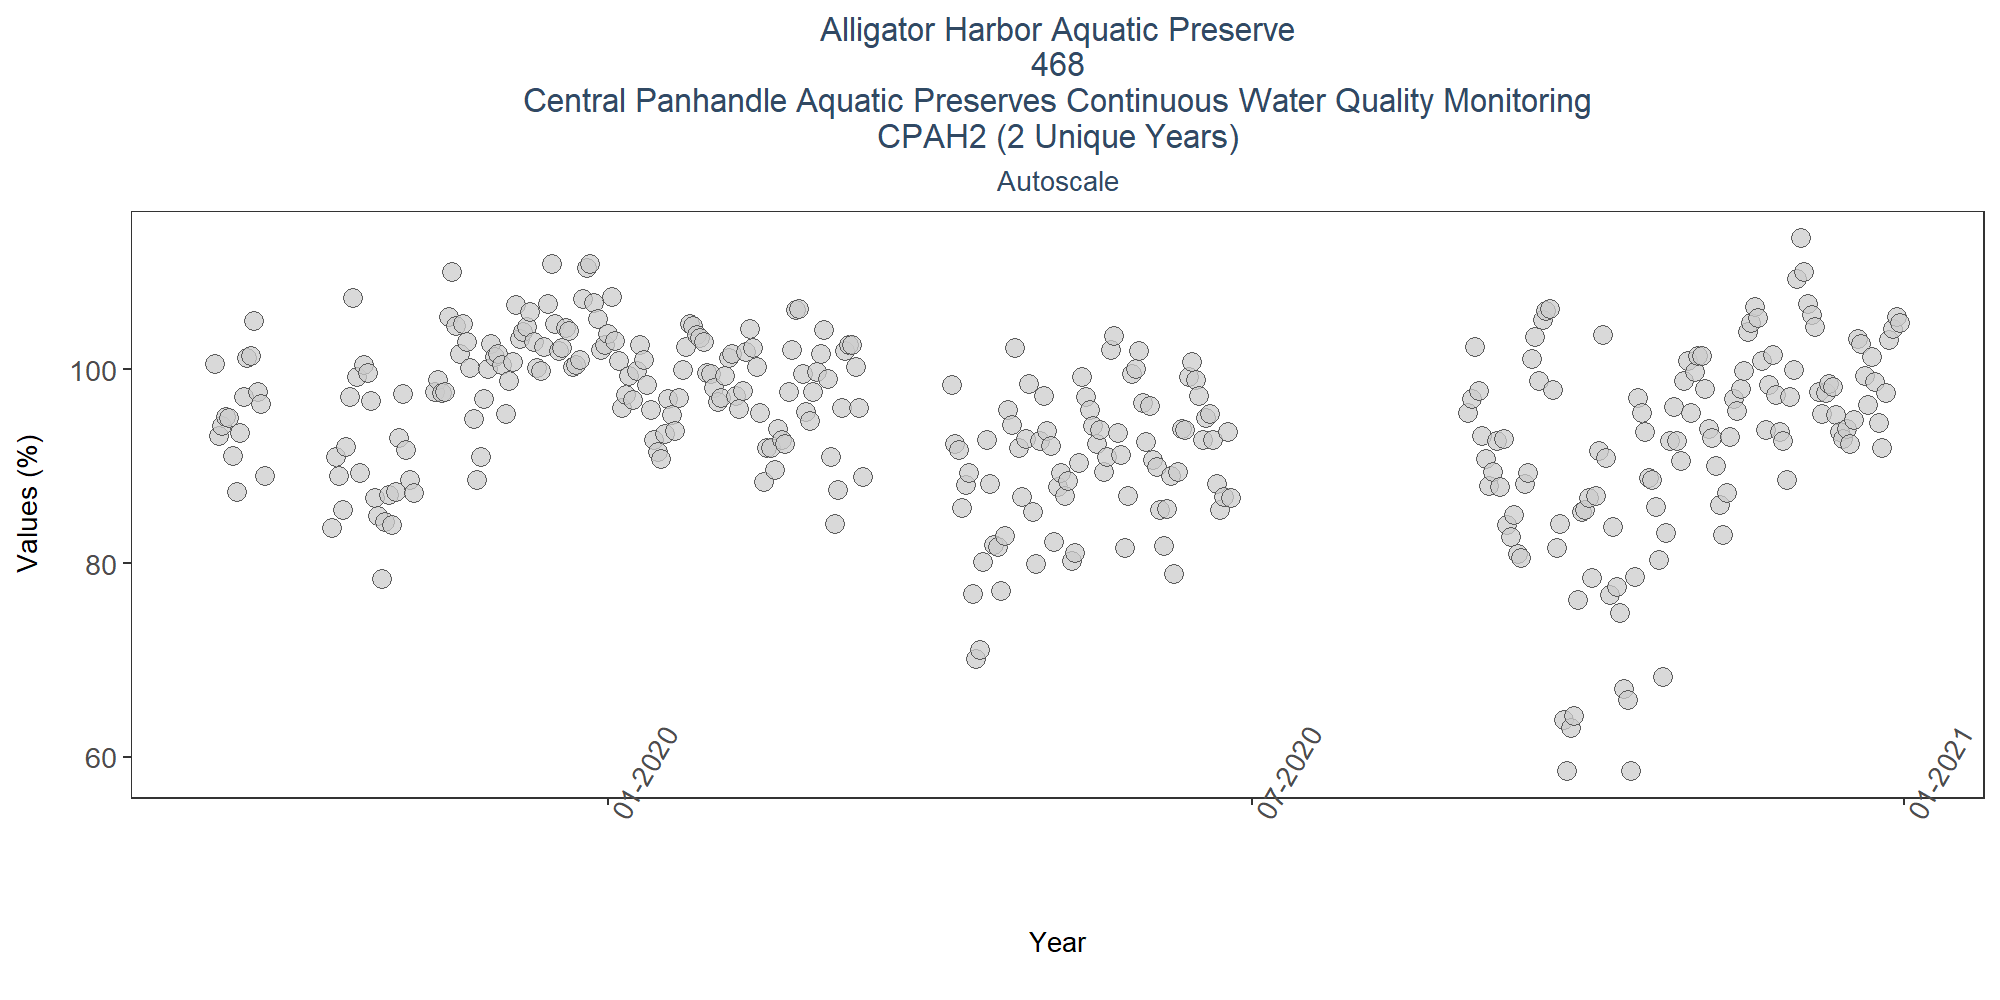 Alligator Harbor Aquatic Preserve
468
Central Panhandle Aquatic Preserves Continuous Water Quality Monitoring
CPAH2 (2 Unique Years)
Autoscale
Values (%)
100
80
60
01-2020
07-2020
01-2021
Year